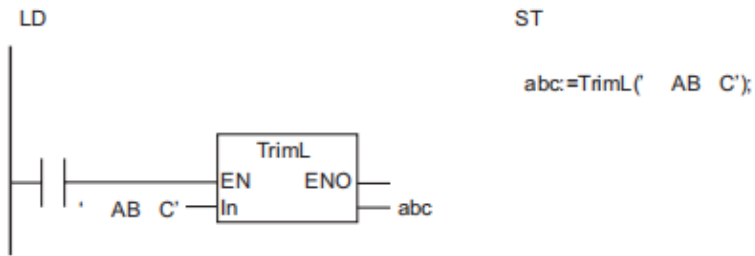 LD
ST
abc:=TrimL('  AB  C');
TrimL
EN ENO
'  AB  C' In abc